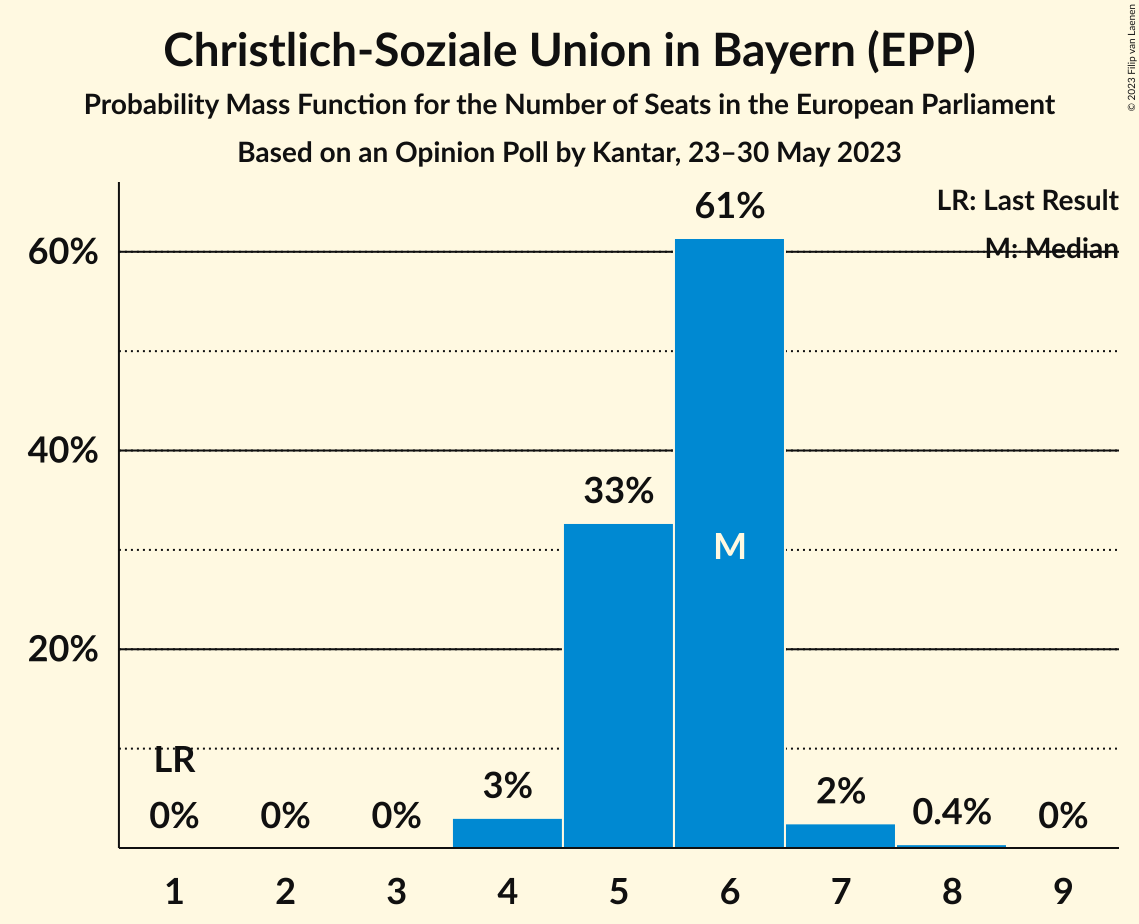 Christlich-Soziale Union in Bayern (EPP)
Probability Mass Function for the Number of Seats in the European Parliament
Based on an Opinion Poll by Kantar, 23–30 May 2023
© 2023 Filip van Laenen
LR: Last Result
M: Median
61%
60%
40%
33%
M
20%
LR
3%
2%
0.4%
0% 0% 0% 0%
1 2 3 4 5 6 7 8 9